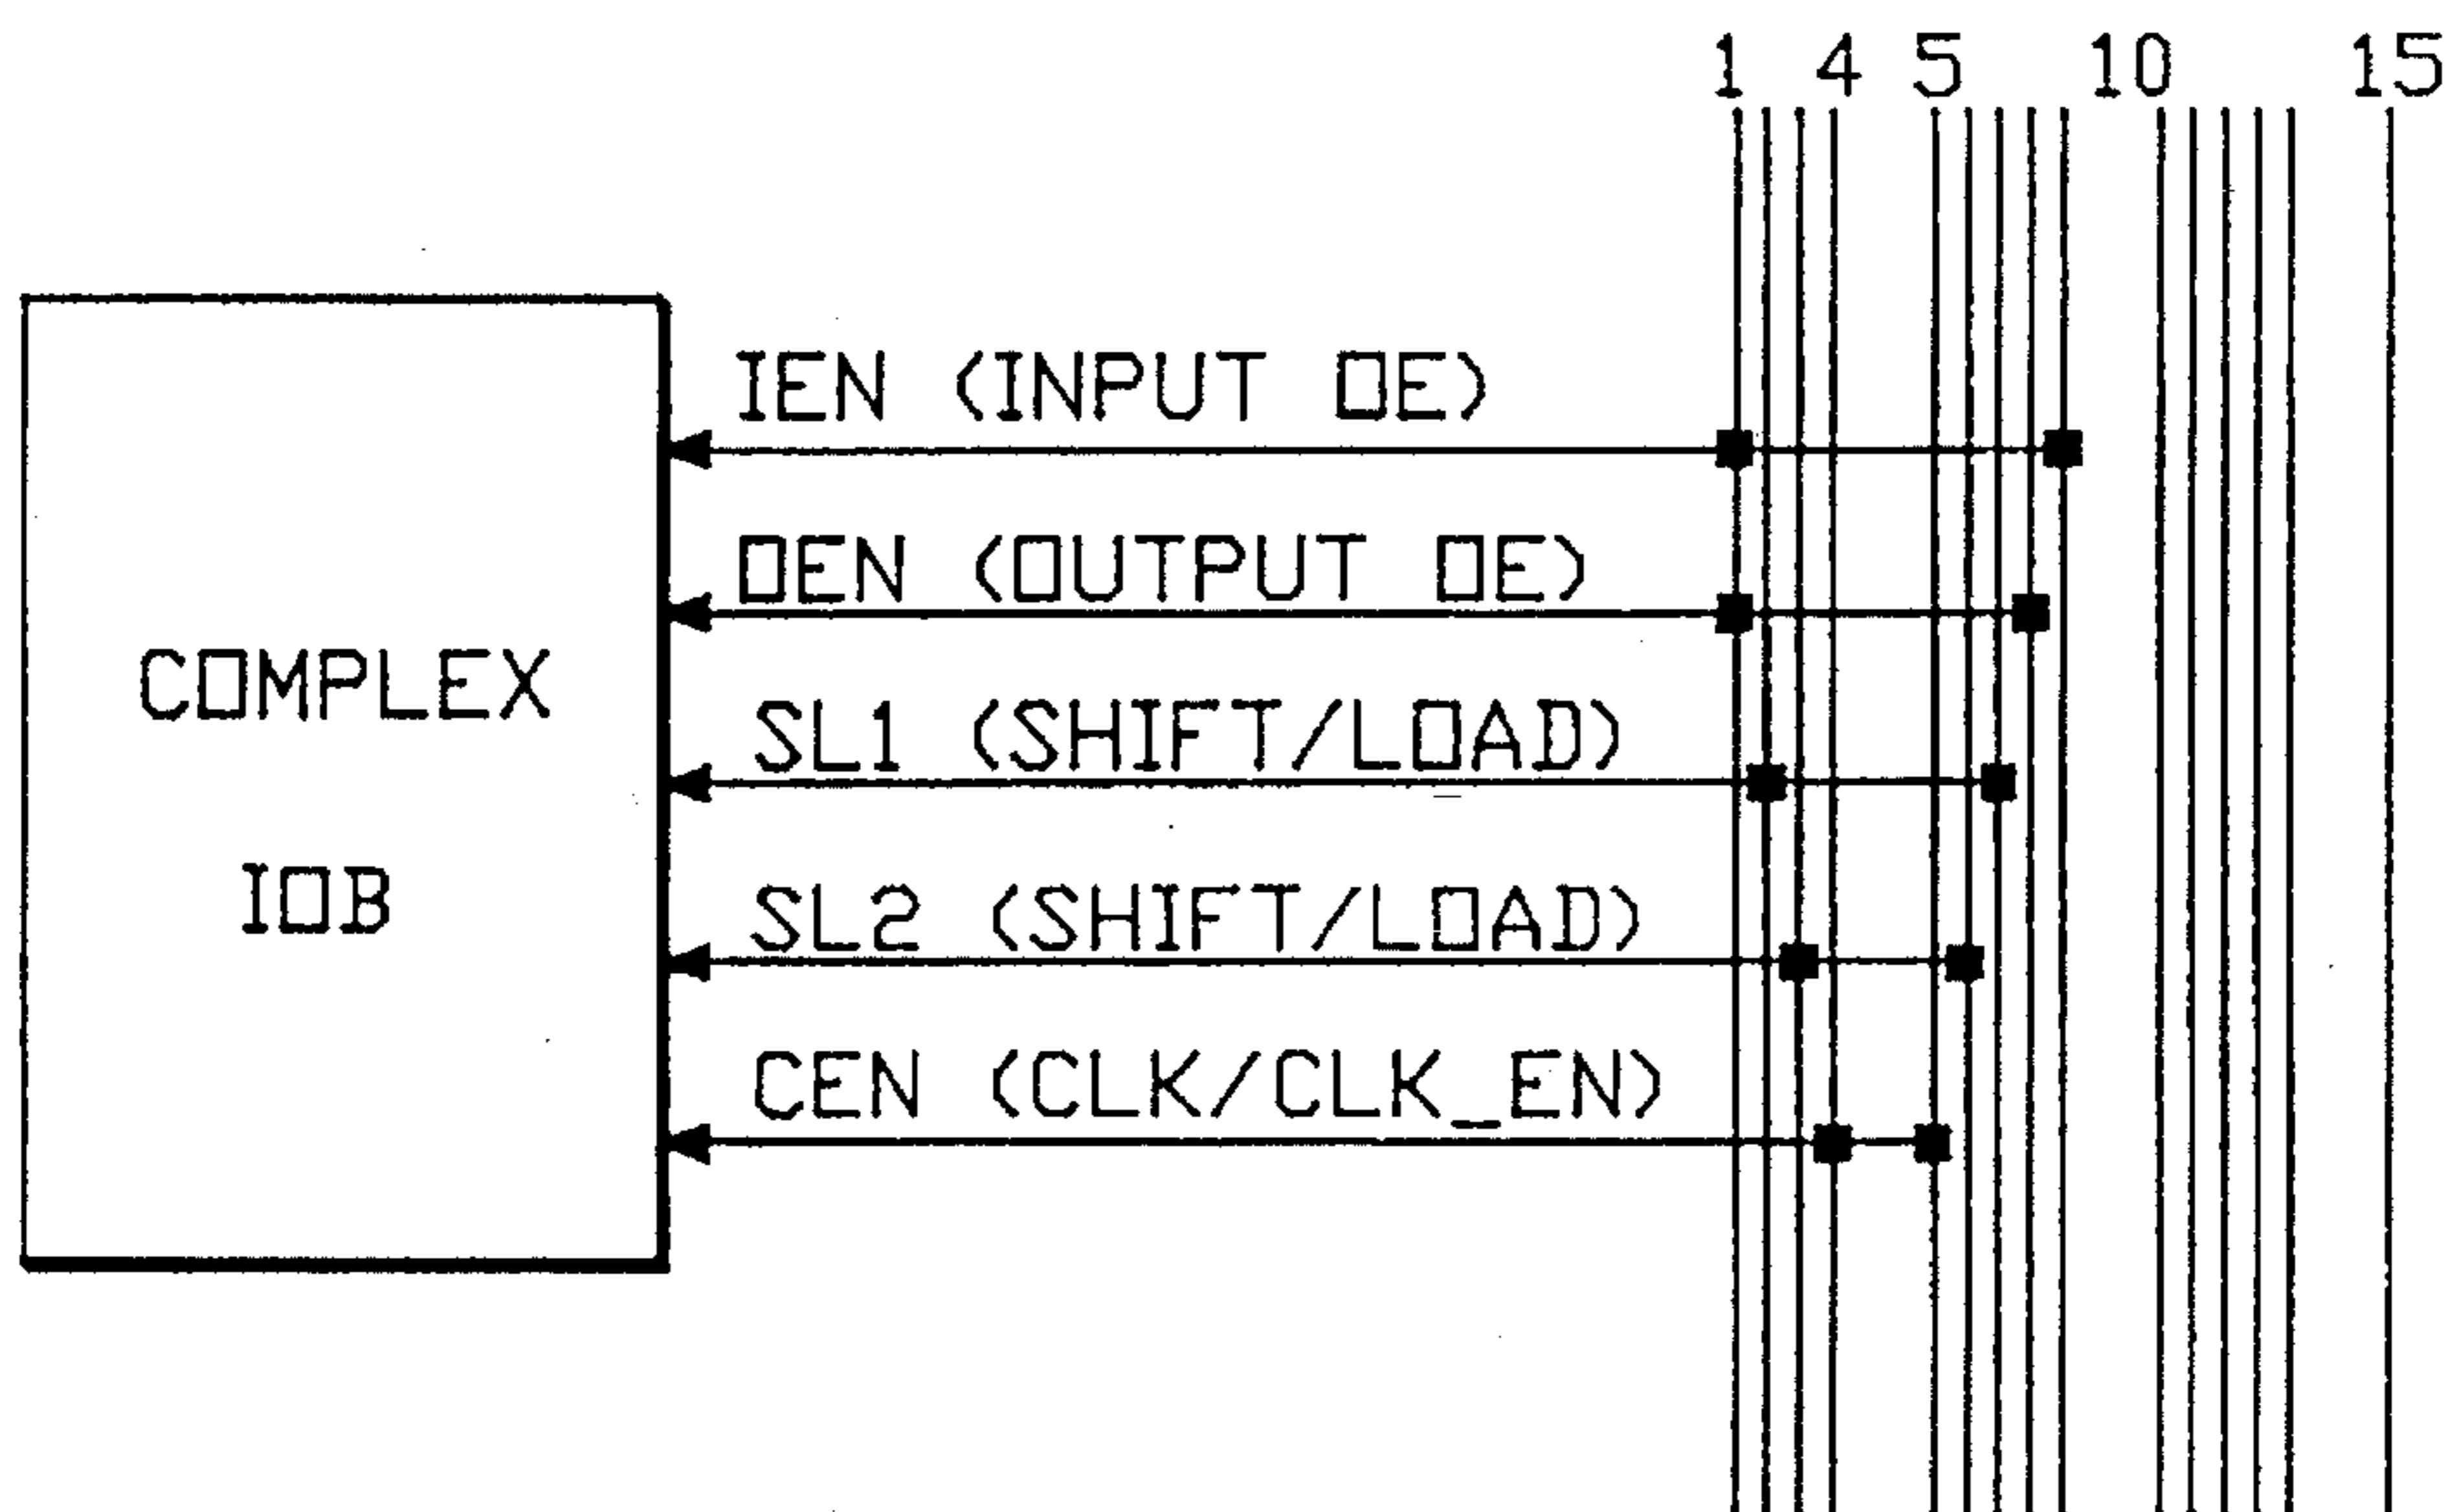 1 4 5 10 15
IEN (INPUT OE)
OEN (OUTPUT OE)
COMPLEX
SL1 (SHIFT/LOAD)
IOB
SL2 (SHIFT/LOAD)
CEN (CLK/CLK_EN)